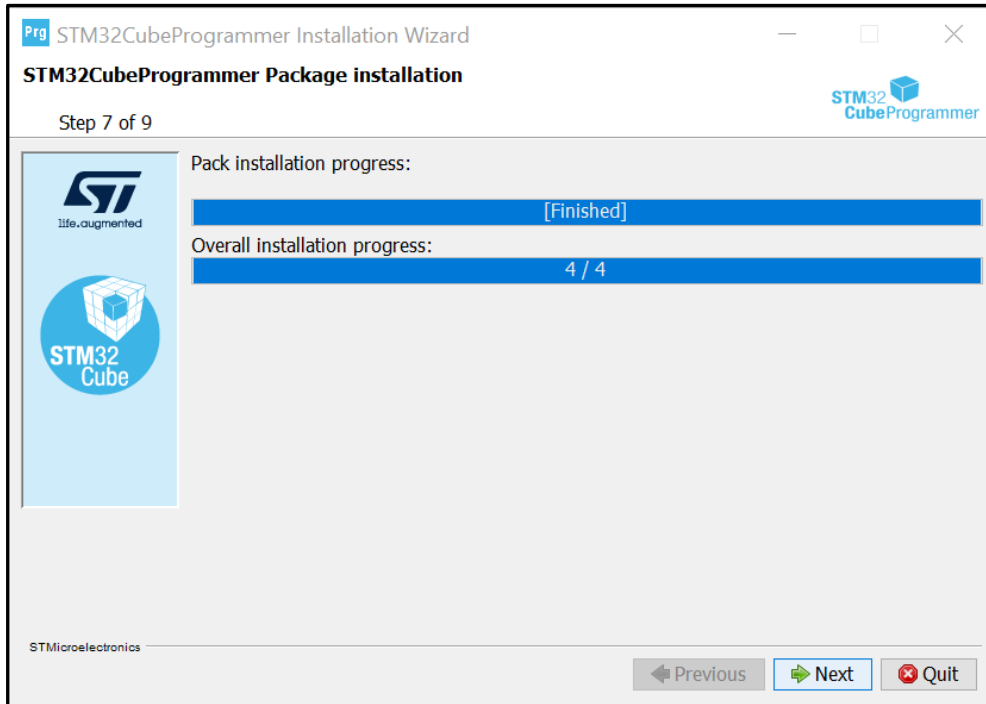 Prg STM32CubeProgrammer Installation Wizard
STM32CubeProgrammer Package installation
Step 7 of 9
STM32
CubeProgrammer
ST
life.augmented
STM32
Cube
Pack installation progress:
[Finished]
Overall installation progress:
4 / 4
STMicroelectronics
Previous
Next
Quit